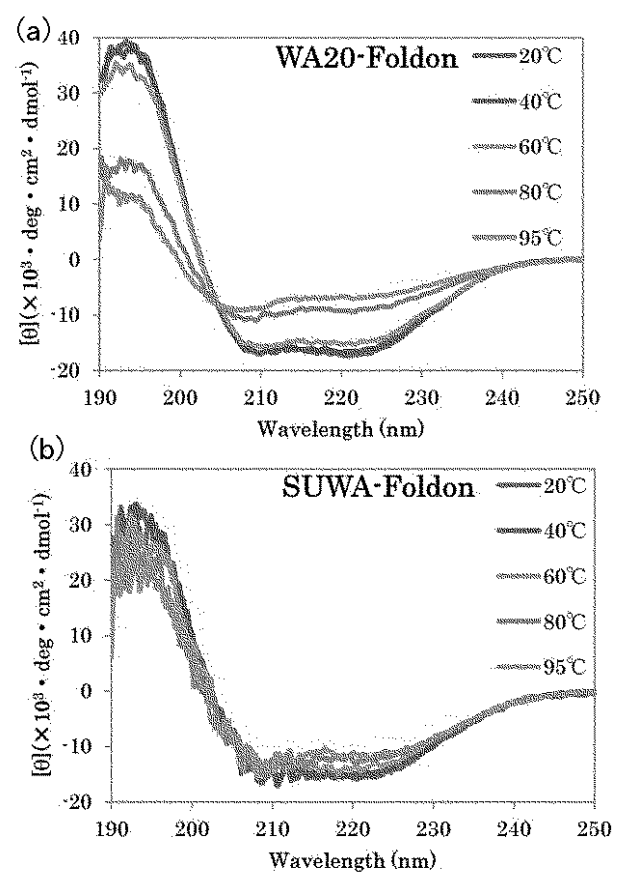 (a)
WA20-Foldon
[θ](× 10³・deg・cm²・dmol⁻¹)
40
30
20
10
0
-10
-20
20℃
40℃
60℃
80℃
95℃
190 200 210 220 230 240 250
Wavelength (nm)
(b)
SUWA-Foldon
[θ](× 10³・deg・cm²・dmol⁻¹)
40
30
20
10
0
-10
-20
20℃
40℃
60℃
80℃
95℃
190 200 210 220 230 240 250
Wavelength (nm)